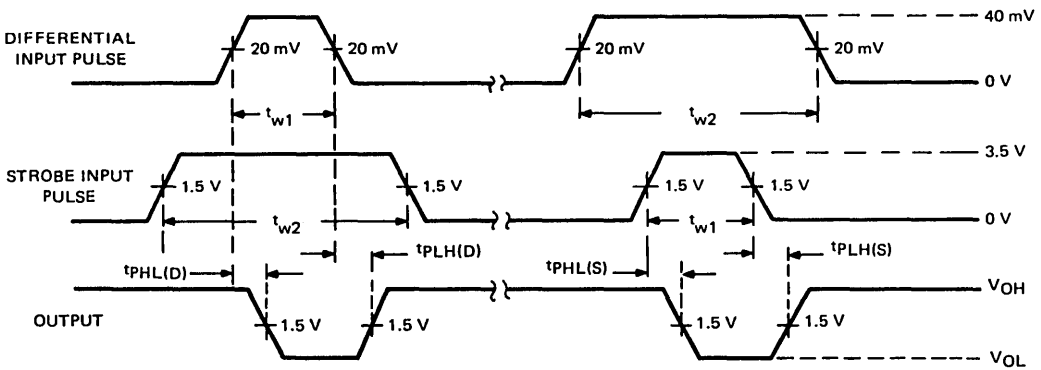 DIFFERENTIAL
INPUT PULSE
20 mV
20 mV
20 mV
20 mV
40 mV
0 V
tw1
tw2
STROBE INPUT
PULSE
1.5 V
1.5 V
1.5 V
1.5 V
3.5 V
0 V
tw2
tw1
tPHL(D)
tPLH(D)
tPHL(S)
tPLH(S)
OUTPUT
1.5 V
1.5 V
1.5 V
1.5 V
VOH
VOL